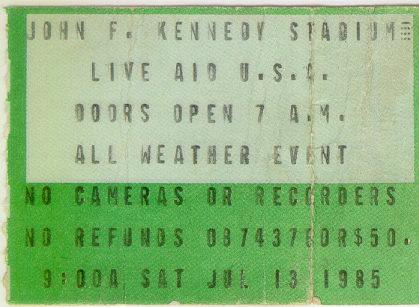 JOHN F. KENNEDY STADIUM
LIVE AID U.S.A.
DOORS OPEN 7 A.M.
ALL WEATHER EVENT
NO CAMERAS OR RECORDERS
NO REFUNDS $50.
9:00A SAT JUL 13 1985